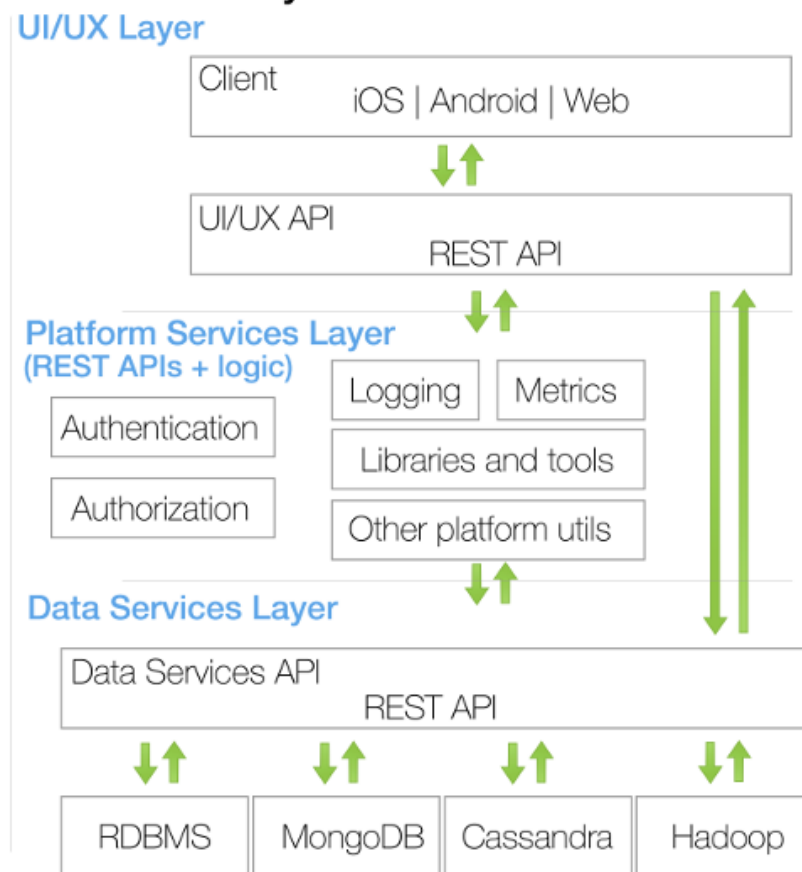 UI/UX Layer
Client
iOS | Android | Web
UI/UX API
REST API
Platform Services Layer
(REST APIs + logic)
Logging
Metrics
Authentication
Libraries and tools
Authorization
Other platform utils
Data Services Layer
Data Services API
REST API
RDBMS
MongoDB
Cassandra
Hadoop